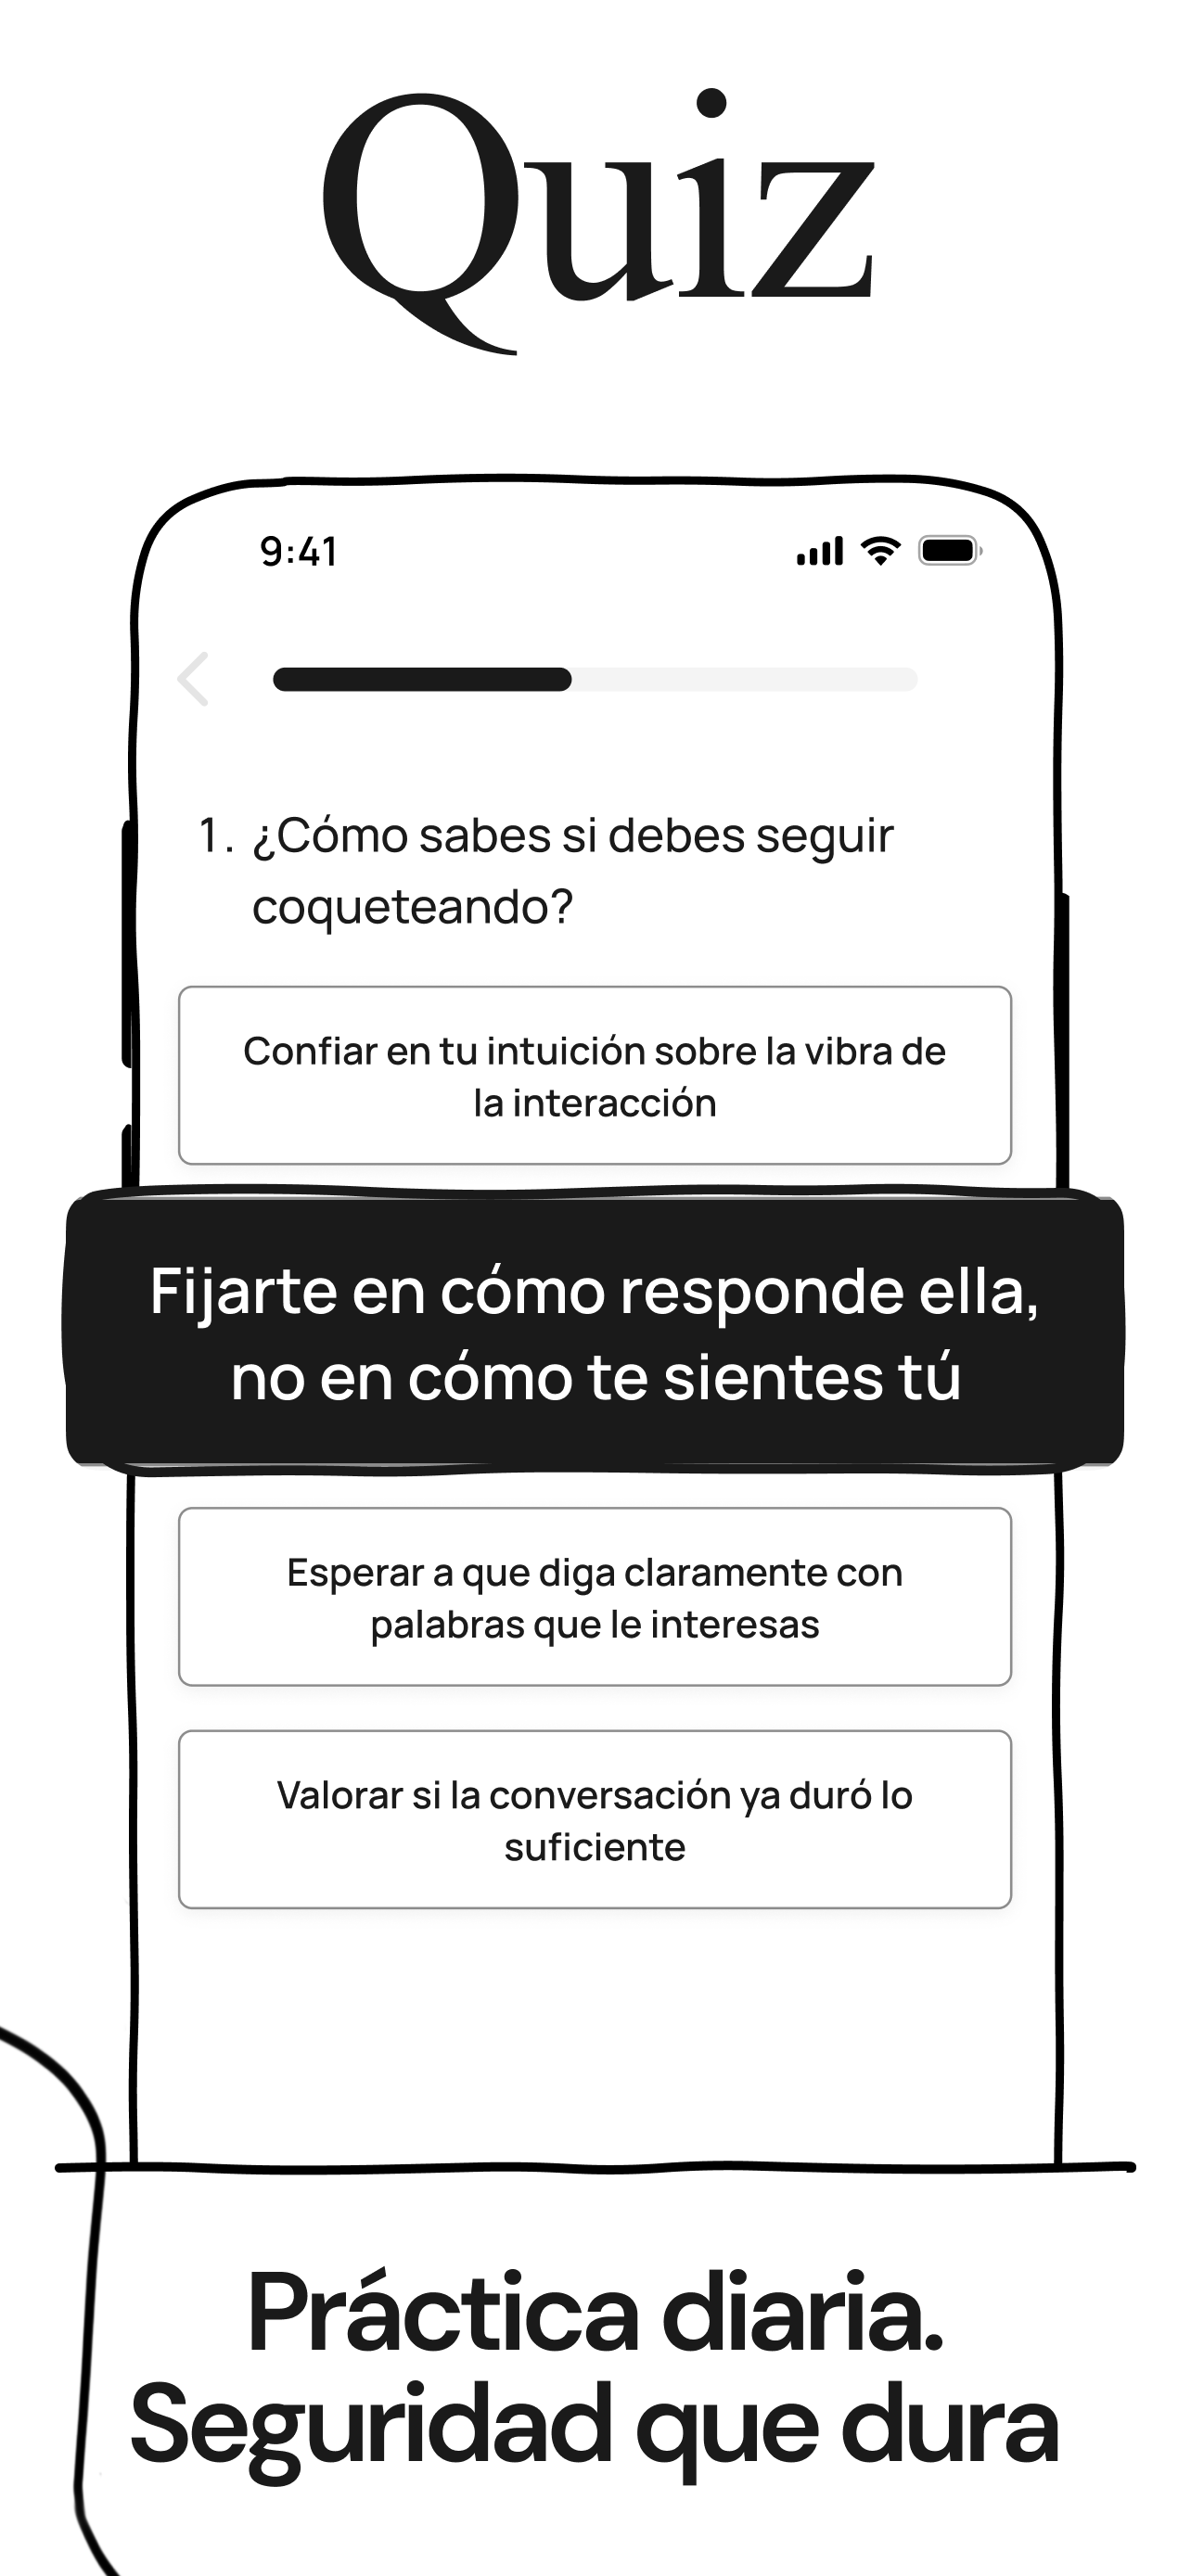 Quiz
9:41
1. ¿Cómo sabes si debes seguir
coqueteando?
Confiar en tu intuición sobre la vibra de
la interacción
Fijarte en cómo responde ella,
no en cómo te sientes tú
Esperar a que diga claramente con
palabras que le interesas
Valorar si la conversación ya duró lo
suficiente
Práctica diaria.
Seguridad que dura